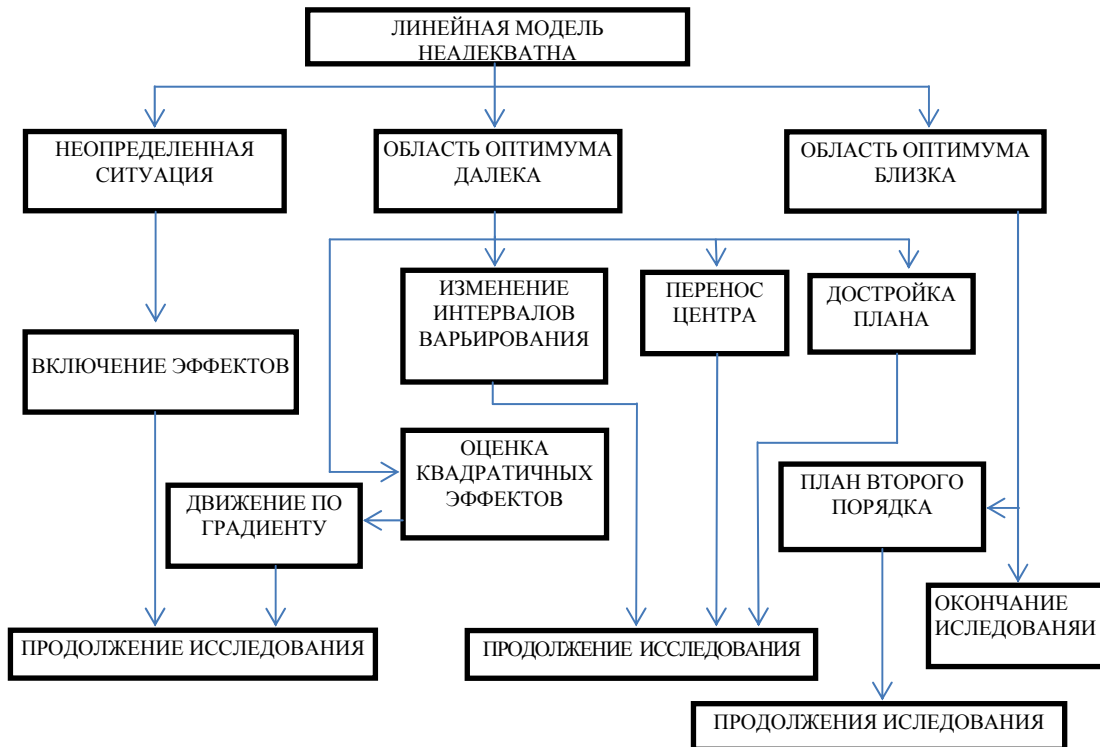 ЛИНЕЙНАЯ МОДЕЛЬ
НЕАДЕКВАТНА
НЕОПРЕДЕЛЕННАЯ
СИТУАЦИЯ
ОБЛАСТЬ ОПТИМУМА
ДАЛЕКА
ОБЛАСТЬ ОПТИМУМА
БЛИЗКА
ИЗМЕНЕНИЕ
ИНТЕРВАЛОВ
ВАРЬИРОВАНИЯ
ПЕРЕНОС
ЦЕНТРА
ДОСТРОЙКА
ПЛАНА
ВКЛЮЧЕНИЕ ЭФФЕКТОВ
ОЦЕНКА
КВАДРАТИЧНЫХ
ЭФФЕКТОВ
ПЛАН ВТОРОГО
ПОРЯДКА
ДВИЖЕНИЕ ПО
ГРАДИЕНТУ
ОКОНЧАНИЕ
ИСЛЕДОВАНЯИ
ПРОДОЛЖЕНИЕ ИССЛЕДОВАНИЯ
ПРОДОЛЖЕНИЕ ИССЛЕДОВАНИЯ
ПРОДОЛЖЕНИЯ ИСЛЕДОВАНИЯ